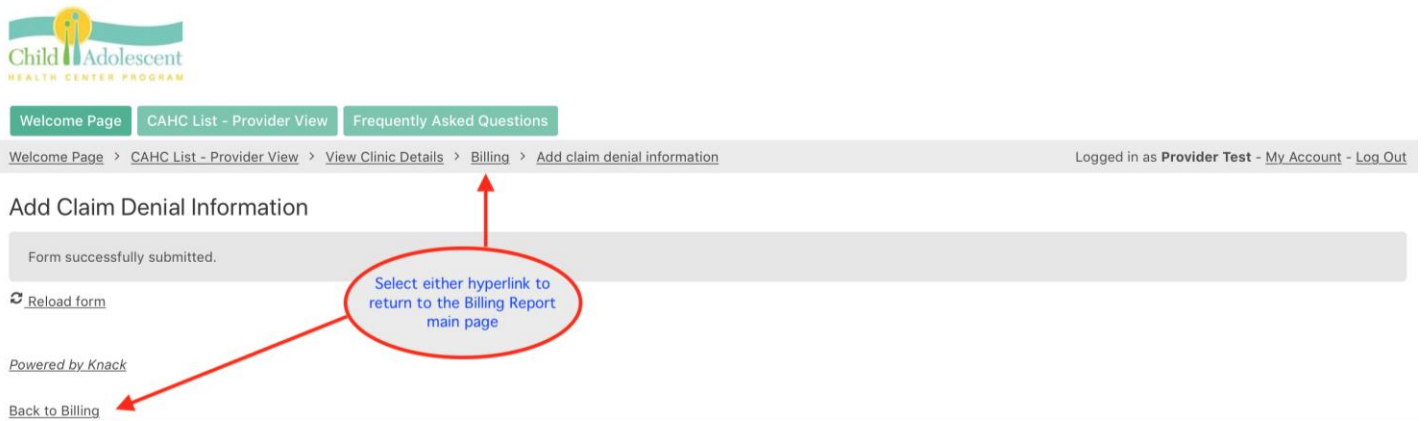 Child Adolescent
HEALTH CENTER PROGRAM
Welcome Page CAHC List - Provider View Frequently Asked Questions
Welcome Page > CAHC List - Provider View > View Clinic Details > Billing > Add claim denial information Logged in as Provider Test - My Account - Log Out
Add Claim Denial Information
Form successfully submitted.
Select either hyperlink to
return to the Billing Report
main page
Reload form
Powered by Knack
Back to Billing